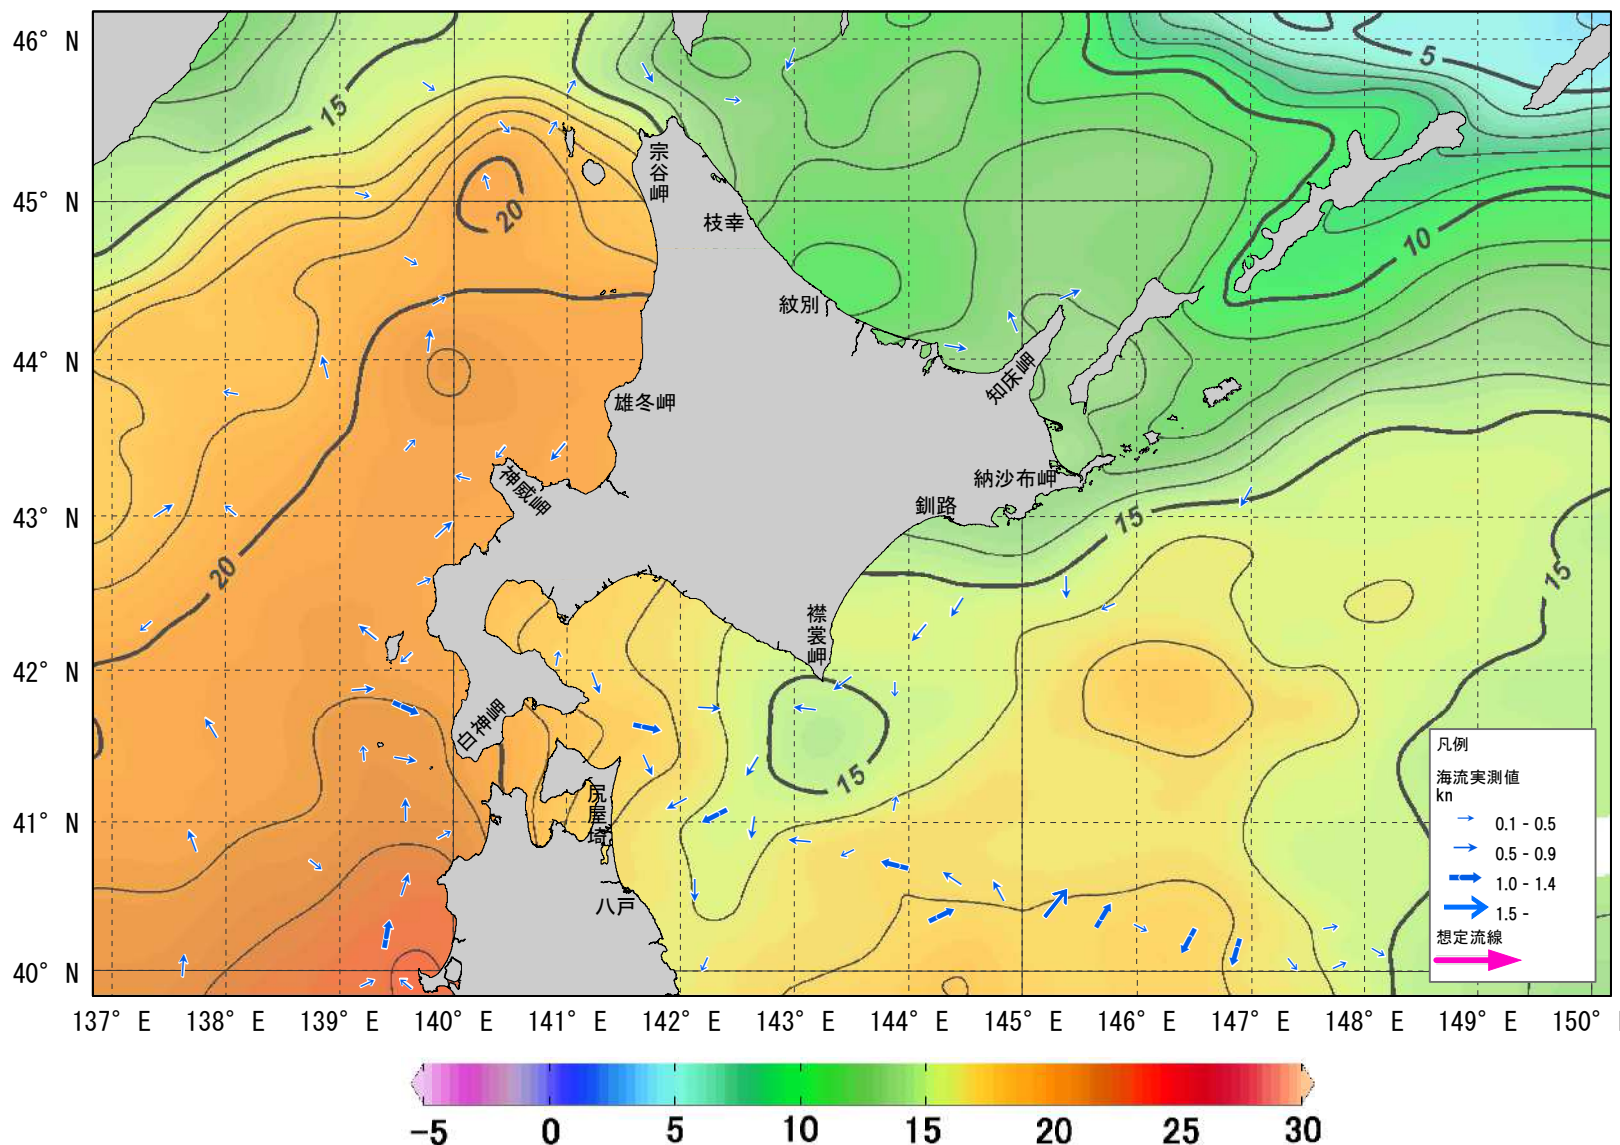 46° N
45° N
44° N
43° N
42° N
41° N
40° N
137° E 138° E 139° E 140° E 141° E 142° E 143° E 144° E 145° E 146° E 147° E 148° E 149° E 150°
15
5
20
10
20
15
15
15
宗谷岬
枝幸
紋別
知床岬
雄冬岬
神威岬
納沙布岬
釧路
襟裳岬
白神岬
尻屋埼
八戸
凡例
海流実測値
kn
0.1 - 0.5
0.5 - 0.9
1.0 - 1.4
1.5 -
想定流線
-5 0 5 10 15 20 25 30